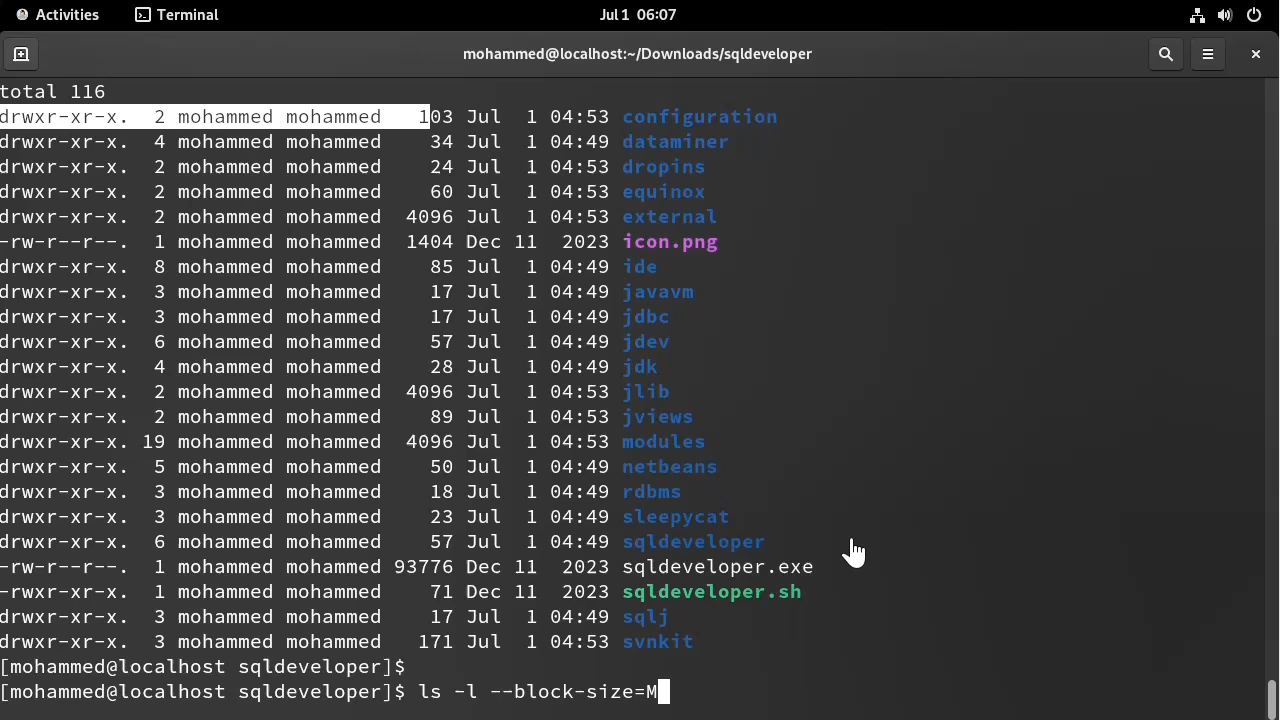 Activities Terminal Jul 1 06:07
mohammed@localhost:~/Downloads/sqldeveloper
total 116
drwxr-xr-x. 2 mohammed mohammed 103 Jul 1 04:53 configuration
drwxr-xr-x. 4 mohammed mohammed 34 Jul 1 04:49 dataminer
drwxr-xr-x. 2 mohammed mohammed 24 Jul 1 04:53 dropins
drwxr-xr-x. 2 mohammed mohammed 60 Jul 1 04:53 equinox
drwxr-xr-x. 2 mohammed mohammed 4096 Jul 1 04:53 external
-rw-r--r--. 1 mohammed mohammed 1404 Dec 11 2023 icon.png
drwxr-xr-x. 8 mohammed mohammed 85 Jul 1 04:49 ide
drwxr-xr-x. 3 mohammed mohammed 17 Jul 1 04:49 javavm
drwxr-xr-x. 3 mohammed mohammed 17 Jul 1 04:49 jdbc
drwxr-xr-x. 6 mohammed mohammed 57 Jul 1 04:49 jdev
drwxr-xr-x. 4 mohammed mohammed 28 Jul 1 04:49 jdk
drwxr-xr-x. 2 mohammed mohammed 4096 Jul 1 04:53 jlib
drwxr-xr-x. 2 mohammed mohammed 89 Jul 1 04:53 jviews
drwxr-xr-x. 19 mohammed mohammed 4096 Jul 1 04:53 modules
drwxr-xr-x. 5 mohammed mohammed 50 Jul 1 04:49 netbeans
drwxr-xr-x. 3 mohammed mohammed 18 Jul 1 04:49 rdbms
drwxr-xr-x. 3 mohammed mohammed 23 Jul 1 04:49 sleepycat
drwxr-xr-x. 6 mohammed mohammed 57 Jul 1 04:49 sqldeveloper
-rw-r--r--. 1 mohammed mohammed 93776 Dec 11 2023 sqldeveloper.exe
-rwxr-xr-x. 1 mohammed mohammed 71 Dec 11 2023 sqldeveloper.sh
drwxr-xr-x. 3 mohammed mohammed 17 Jul 1 04:49 sqlj
drwxr-xr-x. 3 mohammed mohammed 171 Jul 1 04:53 svnkit
[mohammed@localhost sqldeveloper]$
[mohammed@localhost sqldeveloper]$ ls -l --block-size=M